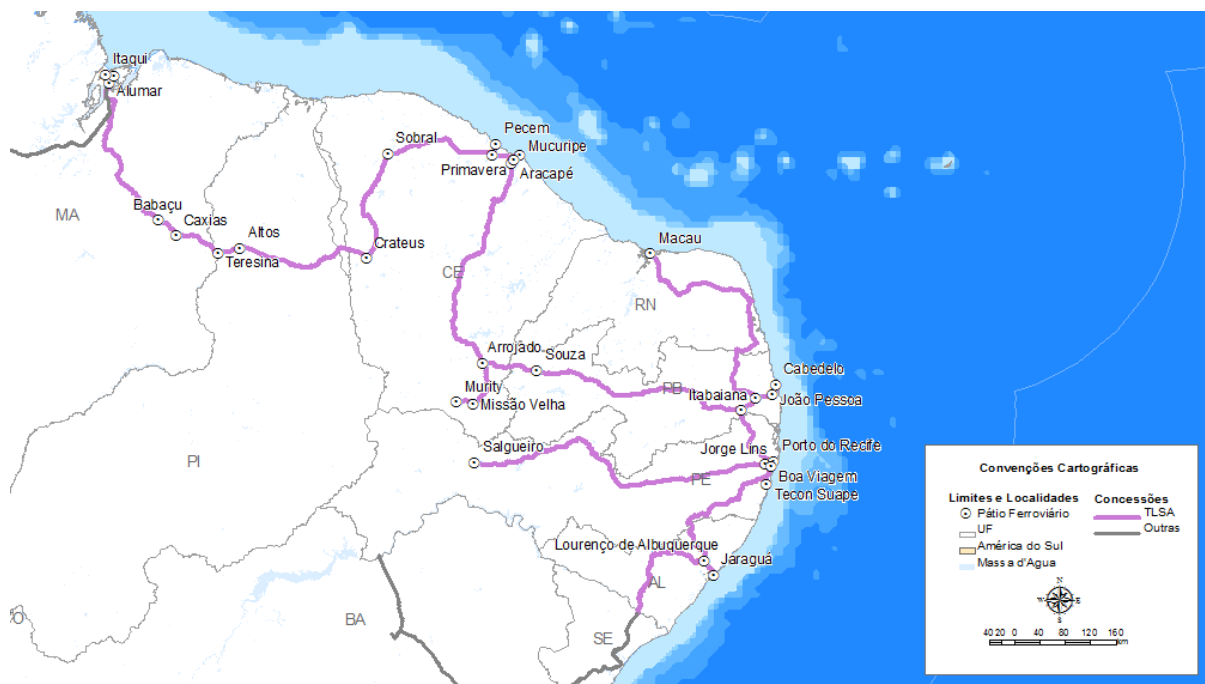 Itaqui
Alumar
Pecem
Sobral
Mucuripe
Primavera
Aracapé
Babaçu
MA
Caxias
Altos
Teresina
Crateus
Macau
CE
RN
Arrojado
Souza
Cabedelo
Murity
PB
Itabaiana
João Pessoa
Missão Velha
Salgueiro
Jorge Lins
Porto do Recife
PI
PE
Boa Viagem
Tecon Suape
Lourenço de Albuquerque
Jaraguá
AL
BA
SE
Convenções Cartográficas
Limites e Localidades
Concessões
Pátio Ferroviário
TLSA
UF
Outras
América do Sul
Massa d'Agua
N
W
E
S
40 20 0 40 80 120 160
km